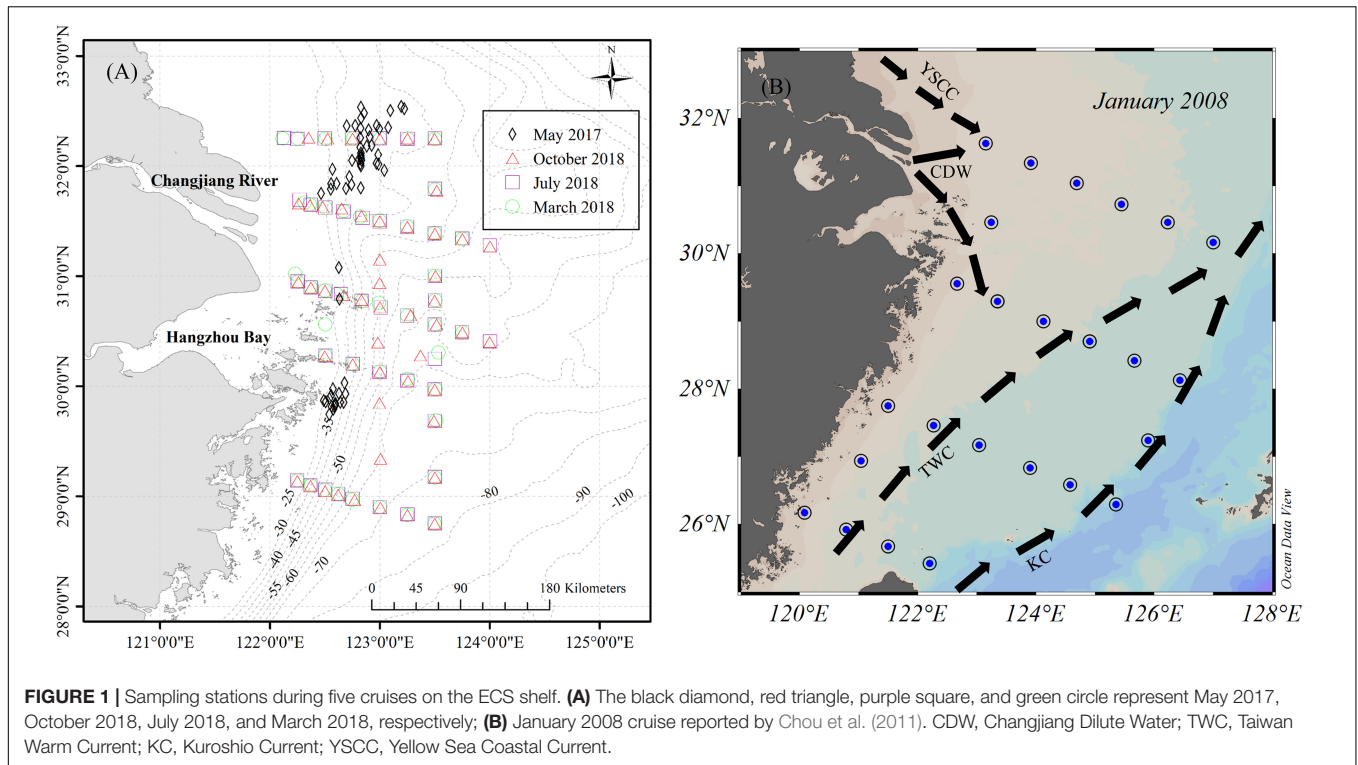 (A)
N
33°0'0"N
32°0'0"N
31°0'0"N
30°0'0"N
29°0'0"N
28°0'0"N
May 2017
October 2018
July 2018
March 2018
Changjiang River
Hangzhou Bay
-35
-50
-25
-30
-40
-45
-55
-60
-70
-80
-90
-100
0 45 90 180 Kilometers
121°0'0"E 122°0'0"E 123°0'0"E 124°0'0"E 125°0'0"E
(B)
YSCC
January 2008
CDW
TWC
KC
32°N
30°N
28°N
26°N
120°E 122°E 124°E 126°E 128°E
Ocean Data View
FIGURE 1 | Sampling stations during five cruises on the ECS shelf. (A) The black diamond, red triangle, purple square, and green circle represent May 2017,
October 2018, July 2018, and March 2018, respectively; (B) January 2008 cruise reported by Chou et al. (2011). CDW, Changjiang Dilute Water; TWC, Taiwan
Warm Current; KC, Kuroshio Current; YSCC, Yellow Sea Coastal Current.